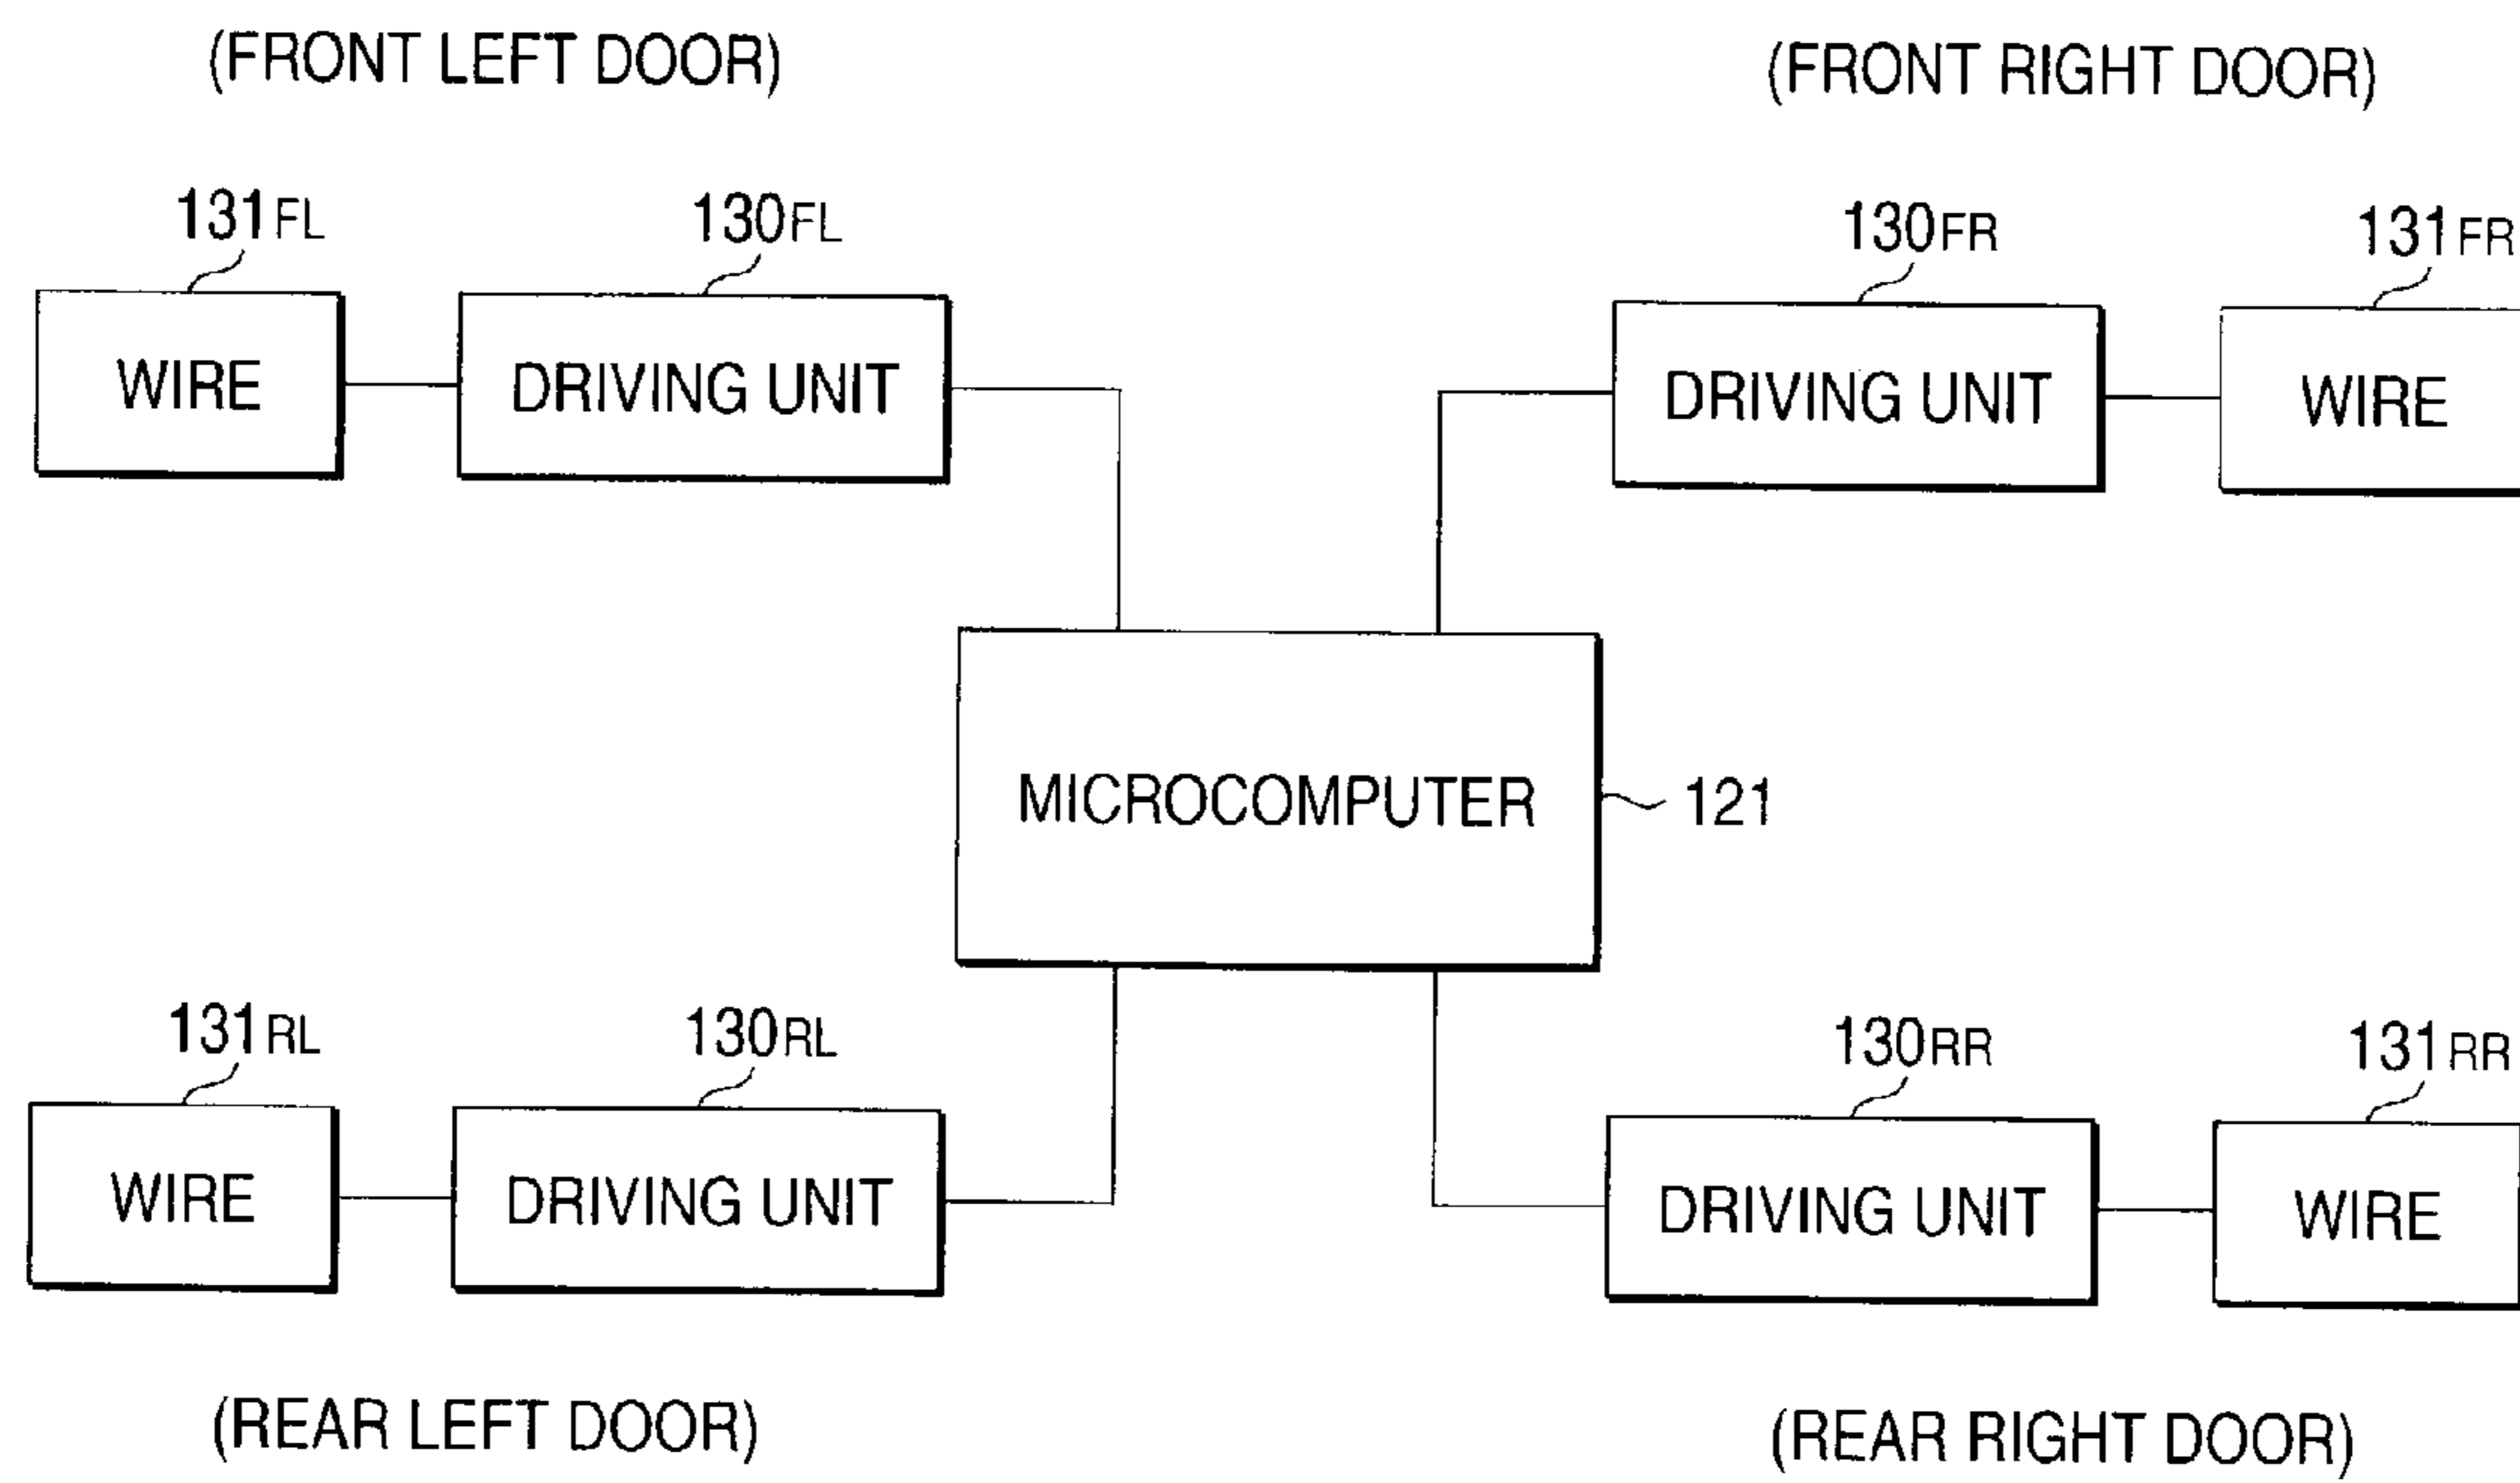 (FRONT LEFT DOOR)
(FRONT RIGHT DOOR)
131FL
130FL
130FR
131FR
WIRE
DRIVING UNIT
DRIVING UNIT
WIRE
MICROCOMPUTER
121
131RL
130RL
130RR
131RR
WIRE
DRIVING UNIT
DRIVING UNIT
WIRE
(REAR LEFT DOOR)
(REAR RIGHT DOOR)